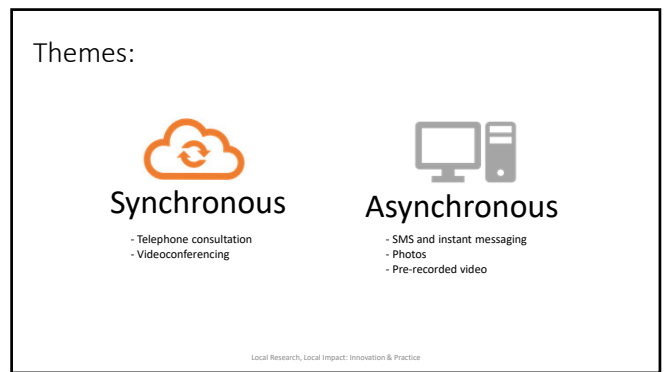 Themes:
Synchronous
- Telephone consultation
- Videoconferencing
Asynchronous
- SMS and instant messaging
- Photos
- Pre-recorded video
Local Research, Local Impact: Innovation & Practice